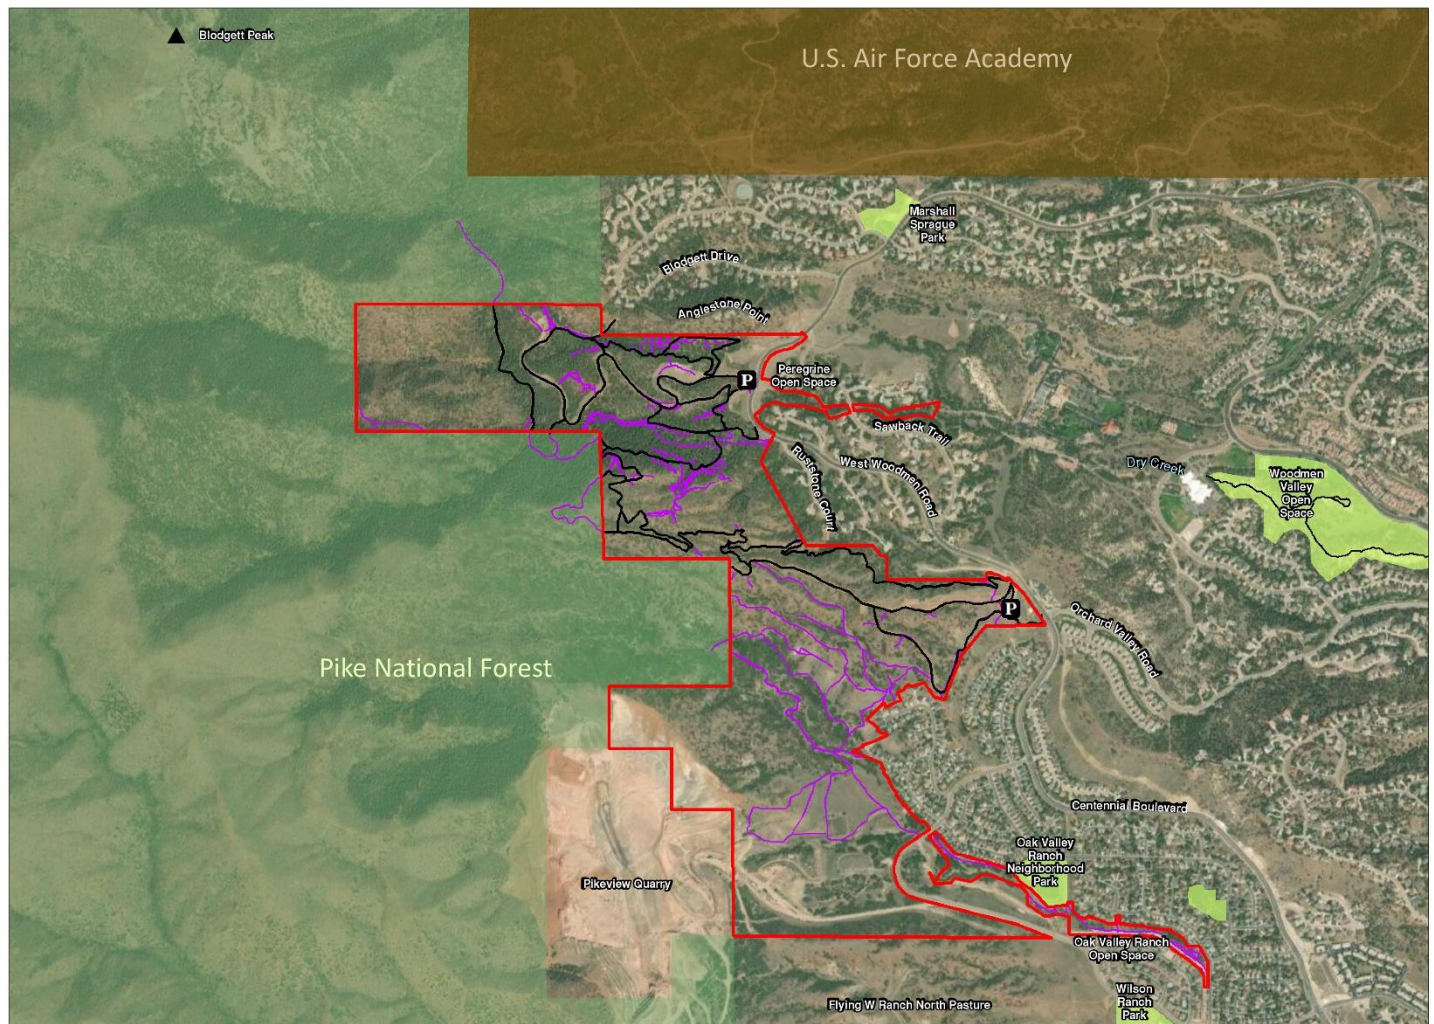 Blodgett Peak
U.S. Air Force Academy
Marshall
Sprague
Park
Blodgett Drive
Anglestone Point
P
Peregrine
Open Space
Sawback Trail
Ruststone Court
West Woodmen Road
Dry Creek
Woodmen
Valley
Open
Space
P
Orchard Valley Road
Pike National Forest
Centennial Boulevard
Oak Valley
Ranch
Neighborhood
Park
Pikeview Quarry
Oak Valley Ranch
Open Space
Wilson
Ranch
Park
Flying W Ranch North Pasture